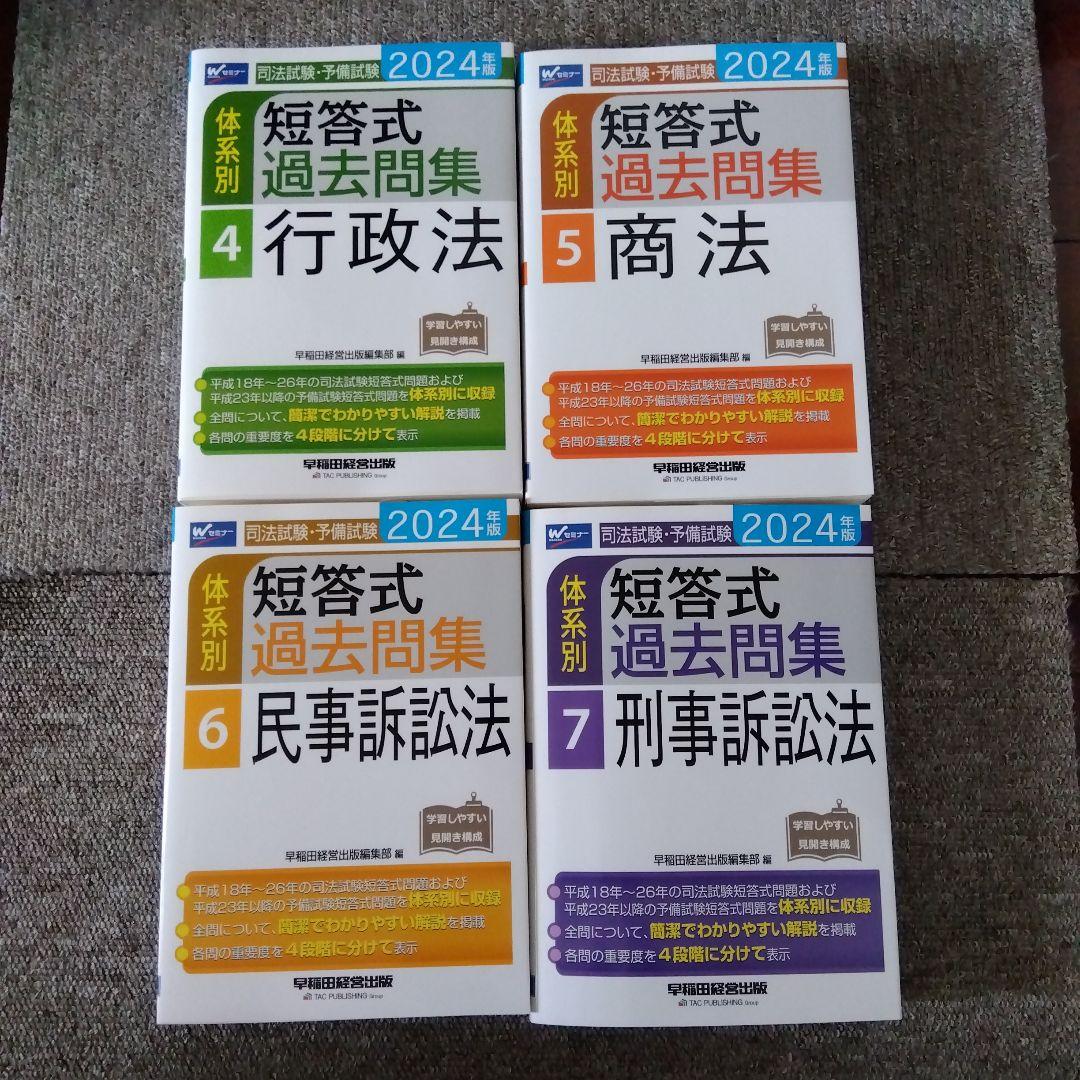 Wセミナー 司法試験・予備試験 2024年版
体系別
短答式
過去問集
4 行政法
学習しやすい
見開き構成
早稲田経営出版編集部 編
平成18年～26年の司法試験短答式問題および
平成23年以降の予備試験短答式問題を体系別に収録
全問について、簡潔でわかりやすい解説を掲載
各問の重要度を4段階に分けて表示
早稲田経営出版
TAC PUBLISHING Group
Wセミナー 司法試験・予備試験 2024年版
体系別
短答式
過去問集
5 商法
学習しやすい
見開き構成
早稲田経営出版編集部 編
平成18年～26年の司法試験短答式問題および
平成23年以降の予備試験短答式問題を体系別に収録
全問について、簡潔でわかりやすい解説を掲載
各問の重要度を4段階に分けて表示
早稲田経営出版
TAC PUBLISHING Group
Wセミナー 司法試験・予備試験 2024年版
体系別
短答式
過去問集
6 民事訴訟法
学習しやすい
見開き構成
早稲田経営出版編集部 編
平成18年～26年の司法試験短答式問題および
平成23年以降の予備試験短答式問題を体系別に収録
全問について、簡潔でわかりやすい解説を掲載
各問の重要度を4段階に分けて表示
早稲田経営出版
TAC PUBLISHING Group
Wセミナー 司法試験・予備試験 2024年版
体系別
短答式
過去問集
7 刑事訴訟法
学習しやすい
見開き構成
早稲田経営出版編集部 編
平成18年～26年の司法試験短答式問題および
平成23年以降の予備試験短答式問題を体系別に収録
全問について、簡潔でわかりやすい解説を掲載
各問の重要度を4段階に分けて表示
早稲田経営出版
TAC PUBLISHING Group